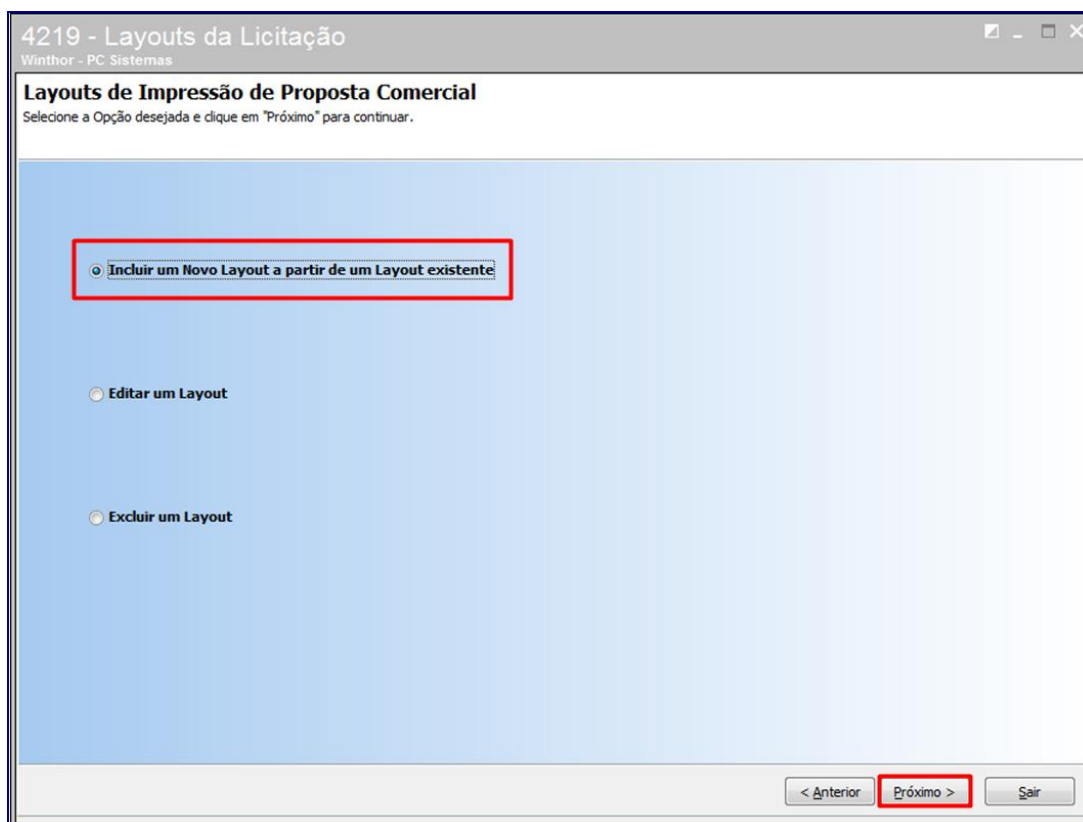 4219 - Layouts da Licitação
Winthor - PC Sistemas
Layouts de Impressão de Proposta Comercial
Selecione a Opção desejada e clique em "Próximo" para continuar.
Incluir um Novo Layout a partir de um Layout existente
Editar um Layout
Excluir um Layout
< Anterior Próximo > Sair